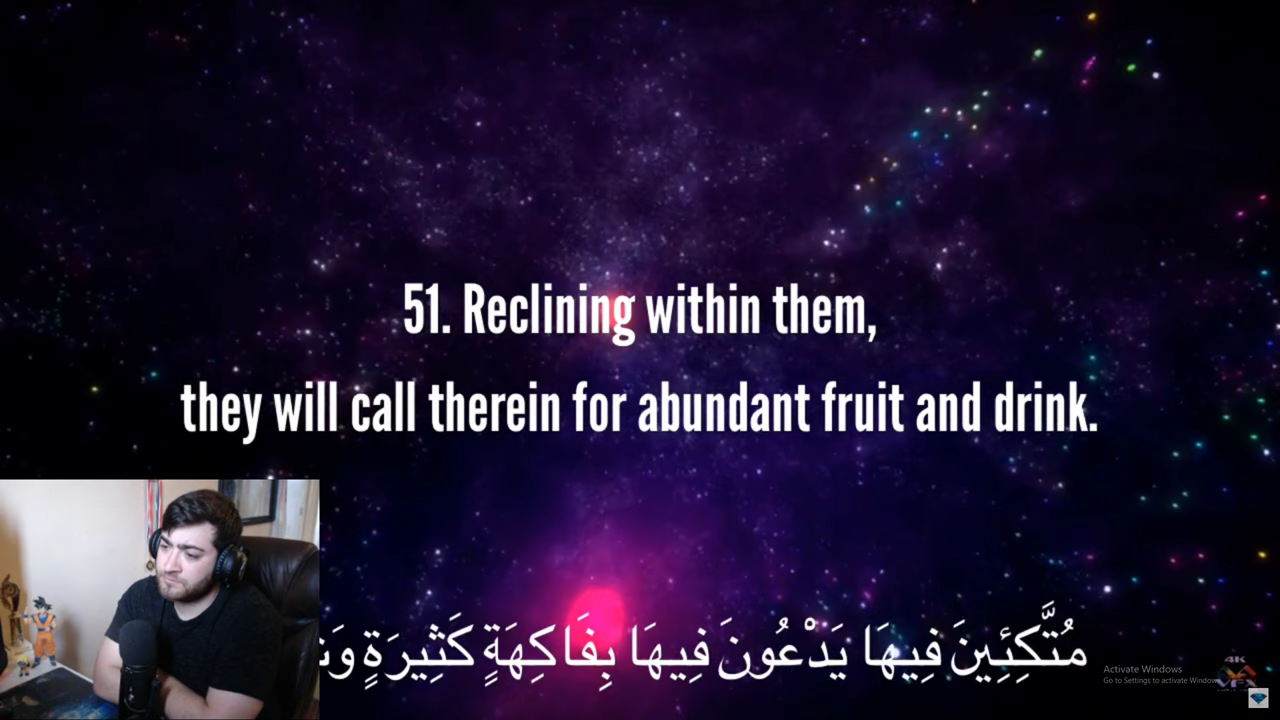 51. Reclining within them,
they will call therein for abundant fruit and drink.
مُتَّكِئِينَ فِيهَا يَدْعُونَ فِيهَا بِفَاكِهَةٍ كَثِيرَةٍ
Activate Windows
Go to Settings to activate Windows
4K